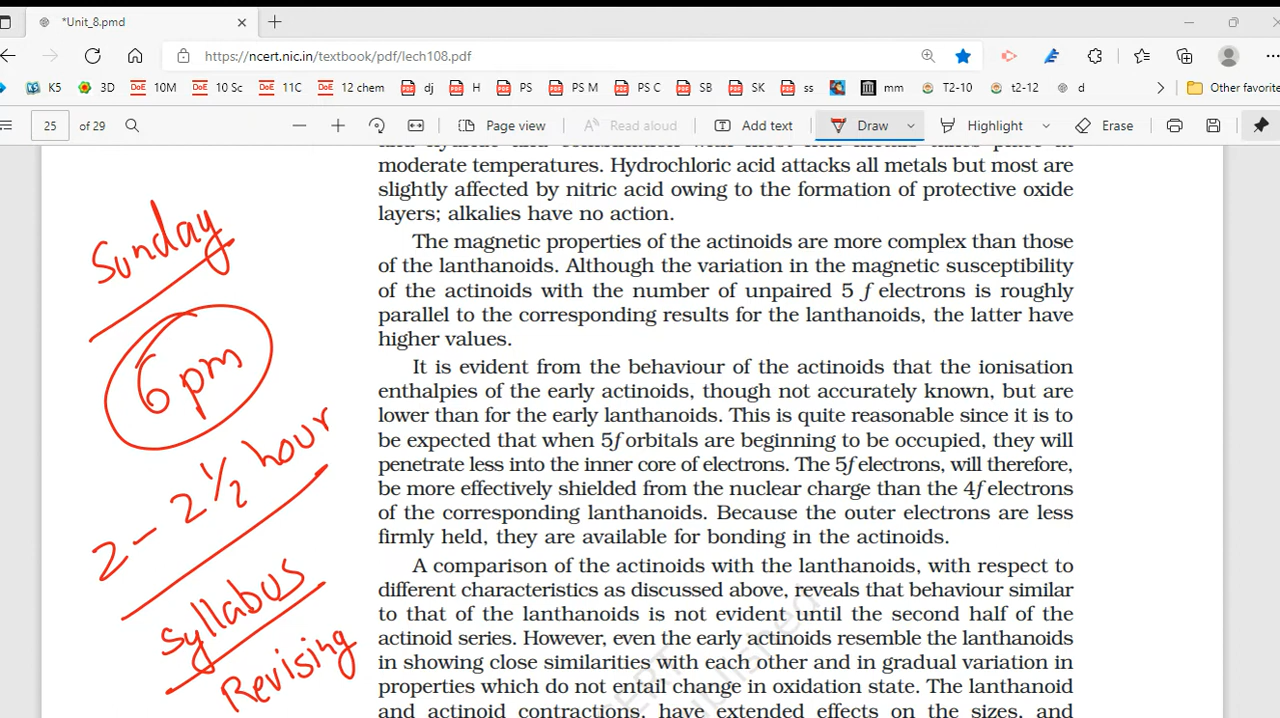 *Unit_8.pmd
https://ncert.nic.in/textbook/pdf/lech108.pdf
K5 3D DOE 10M DOE 10 Sc DOE 11C DOE 12 chem dj H PS PS M PS C SB SK ss mm T2-10 t2-12 d Other favorite
25 of 29 Page view Read aloud Add text Draw Highlight Erase
moderate temperatures. Hydrochloric acid attacks all metals but most are
slightly affected by nitric acid owing to the formation of protective oxide
layers; alkalies have no action.
The magnetic properties of the actinoids are more complex than those
of the lanthanoids. Although the variation in the magnetic susceptibility
of the actinoids with the number of unpaired 5 f electrons is roughly
parallel to the corresponding results for the lanthanoids, the latter have
higher values.
It is evident from the behaviour of the actinoids that the ionisation
enthalpies of the early actinoids, though not accurately known, but are
lower than for the early lanthanoids. This is quite reasonable since it is to
be expected that when 5f orbitals are beginning to be occupied, they will
penetrate less into the inner core of electrons. The 5f electrons, will therefore,
be more effectively shielded from the nuclear charge than the 4f electrons
of the corresponding lanthanoids. Because the outer electrons are less
firmly held, they are available for bonding in the actinoids.
A comparison of the actinoids with the lanthanoids, with respect to
different characteristics as discussed above, reveals that behaviour similar
to that of the lanthanoids is not evident until the second half of the
actinoid series. However, even the early actinoids resemble the lanthanoids
in showing close similarities with each other and in gradual variation in
properties which do not entail change in oxidation state. The lanthanoid
and actinoid contractions, have extended effects on the sizes, and
Sunday
6 pm
2 - 2 1/2 hour
Syllabus
Revising